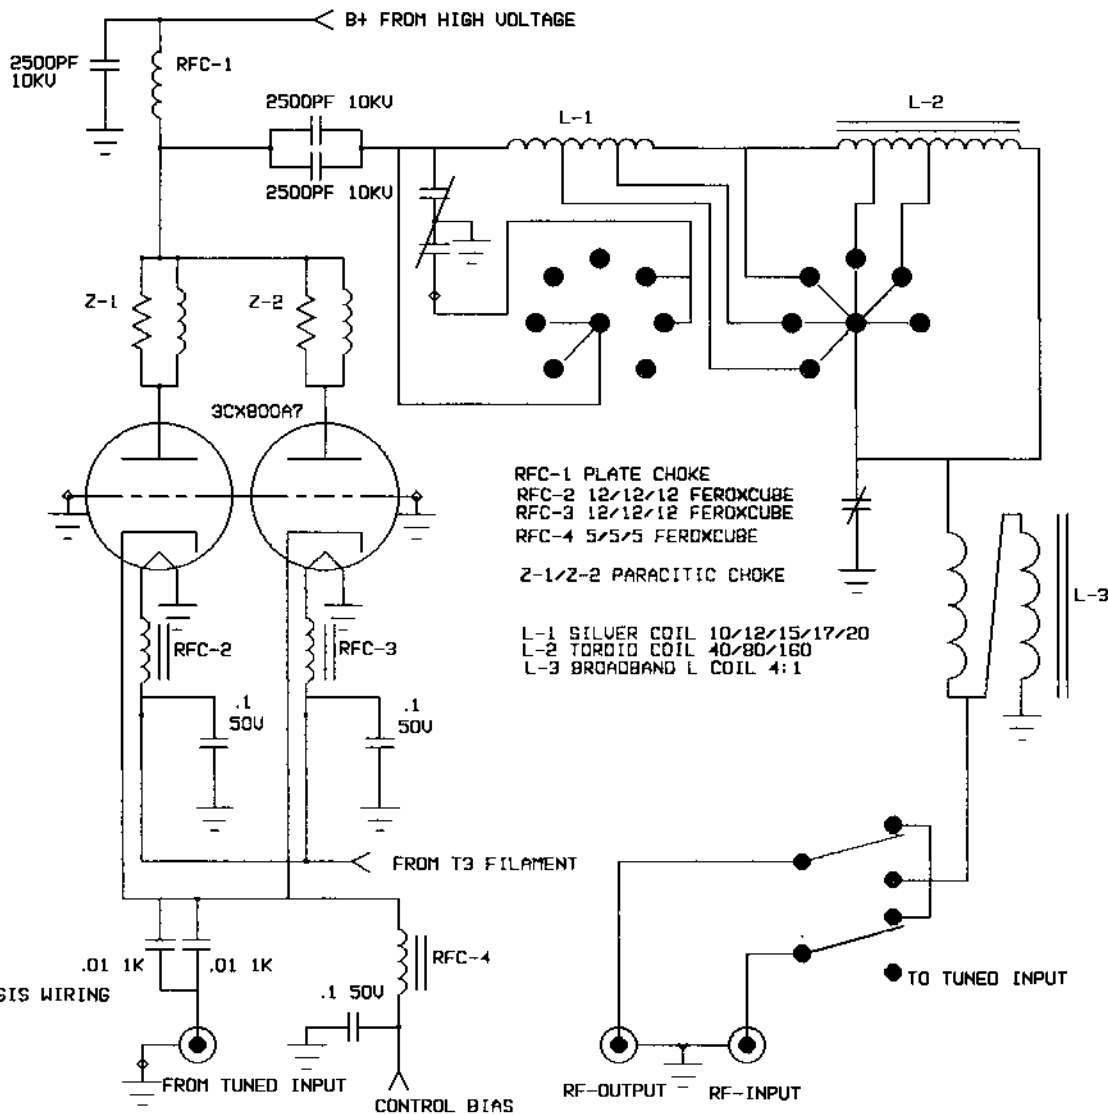 B+ FROM HIGH VOLTAGE
2500PF
10KV
RFC-1
2500PF 10KV
L-1
L-2
2500PF 10KV
Z-1
Z-2
3CX800A7
RFC-1 PLATE CHOKE
RFC-2 12/12/12 FEROXCUBE
RFC-3 12/12/12 FEROXCUBE
RFC-4 5/5/5 FEROXCUBE
Z-1/Z-2 PARACITIC CHOKE
L-3
L-1 SILVER COIL 10/12/15/17/20
L-2 TOROID COIL 40/80/160
L-3 BROADBAND L COIL 4:1
RFC-2
RFC-3
.1
50V
.1
50V
FROM T3 FILAMENT
.01 1K
.01 1K
RFC-4
TO TUNED INPUT
SIS WIRING
.1 50V
FROM TUNED INPUT
RF-OUTPUT
RF-INPUT
CONTROL BIAS